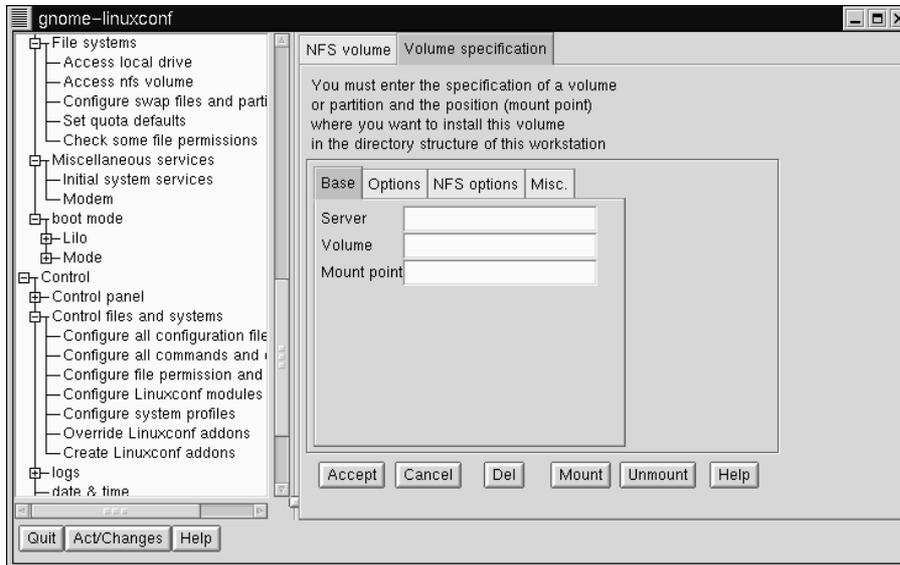 gnome-linuxconf
File systems
Access local drive
Access nfs volume
Configure swap files and parti
Set quota defaults
Check some file permissions
Miscellaneous services
Initial system services
Modem
boot mode
Lilo
Mode
Control
Control panel
Control files and systems
Configure all configuration file
Configure all commands and
Configure file permission and
Configure Linuxconf modules
Configure system profiles
Override Linuxconf addons
Create Linuxconf addons
logs
date & time
NFS volume Volume specification
You must enter the specification of a volume
or partition and the position (mount point)
where you want to install this volume
in the directory structure of this workstation
Base Options NFS options Misc.
Server
Volume
Mount point
Accept Cancel Del Mount Unmount Help
Quit Act/Changes Help